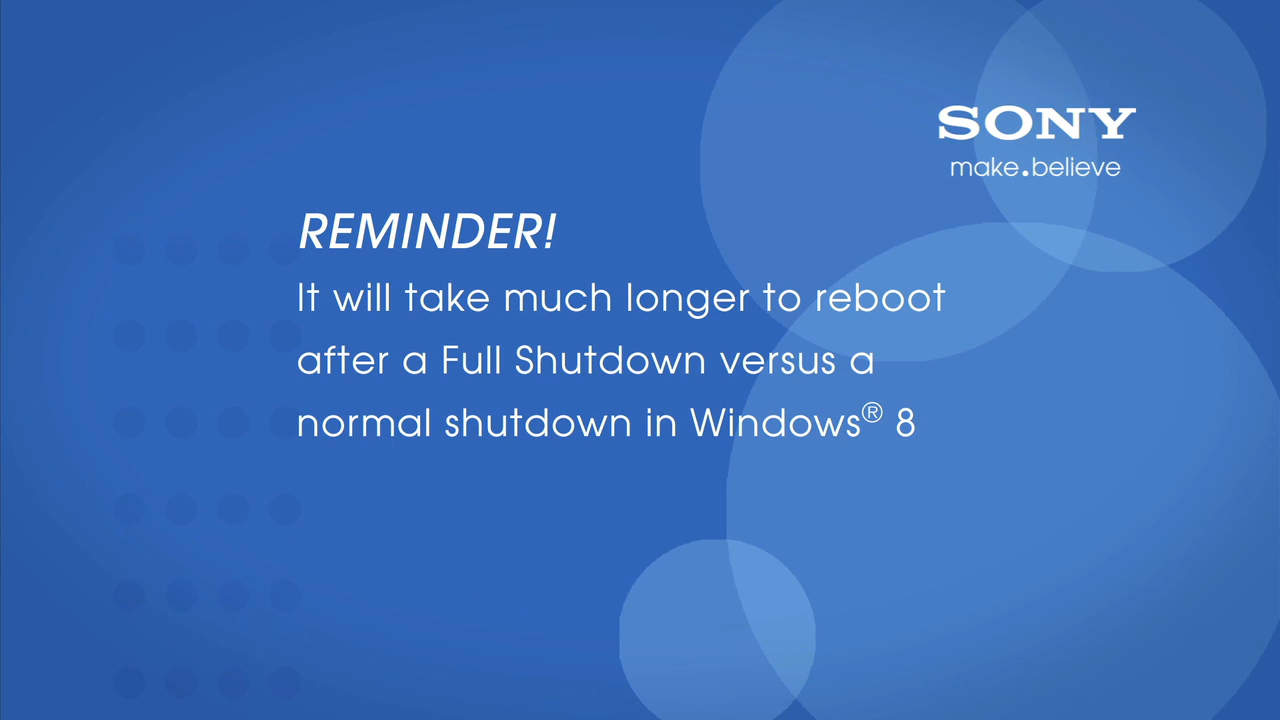 SONY
make.believe
REMINDER!
It will take much longer to reboot
after a Full Shutdown versus a
normal shutdown in Windows® 8